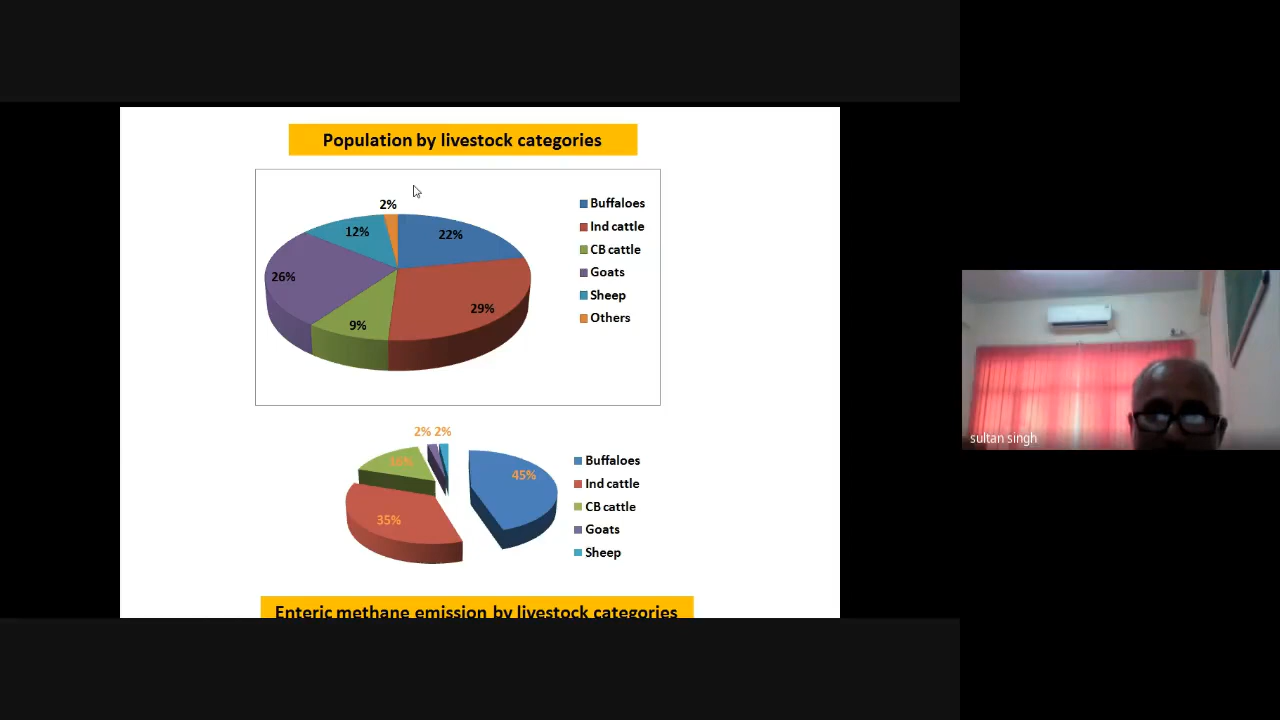 Population by livestock categories
2%
12%
22%
26%
29%
9%
Buffaloes
Ind cattle
CB cattle
Goats
Sheep
Others
2% 2%
16%
45%
35%
Buffaloes
Ind cattle
CB cattle
Goats
Sheep
Enteric methane emission by livestock categories
sultan singh